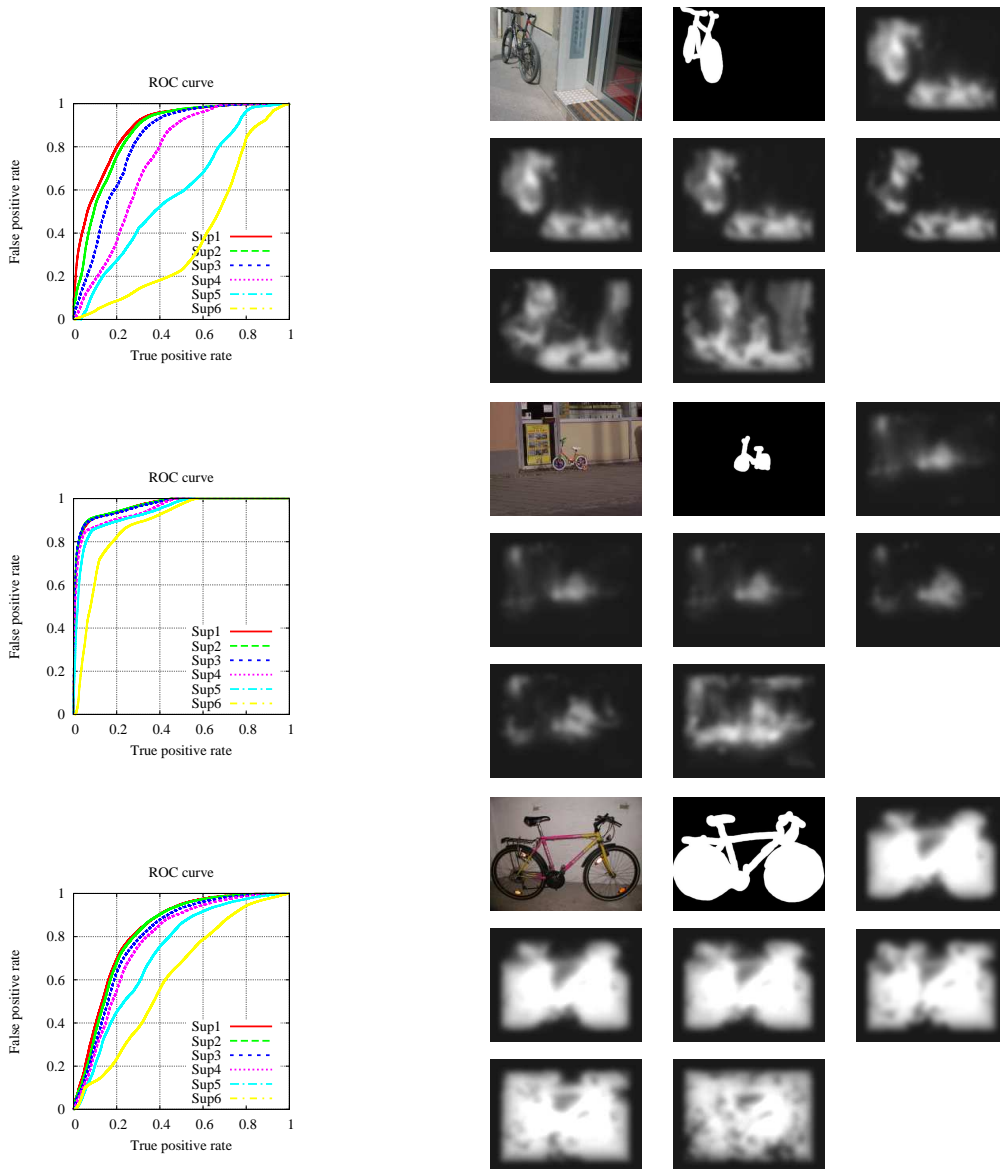 ROC curve
1
0.8
0.6
0.4
0.2
0
False positive rate
Sup1
Sup2
Sup3
Sup4
Sup5
Sup6
0 0.2 0.4 0.6 0.8 1
True positive rate
ROC curve
1
0.8
0.6
0.4
0.2
0
False positive rate
Sup1
Sup2
Sup3
Sup4
Sup5
Sup6
0 0.2 0.4 0.6 0.8 1
True positive rate
ROC curve
1
0.8
0.6
0.4
0.2
0
False positive rate
Sup1
Sup2
Sup3
Sup4
Sup5
Sup6
0 0.2 0.4 0.6 0.8 1
True positive rate